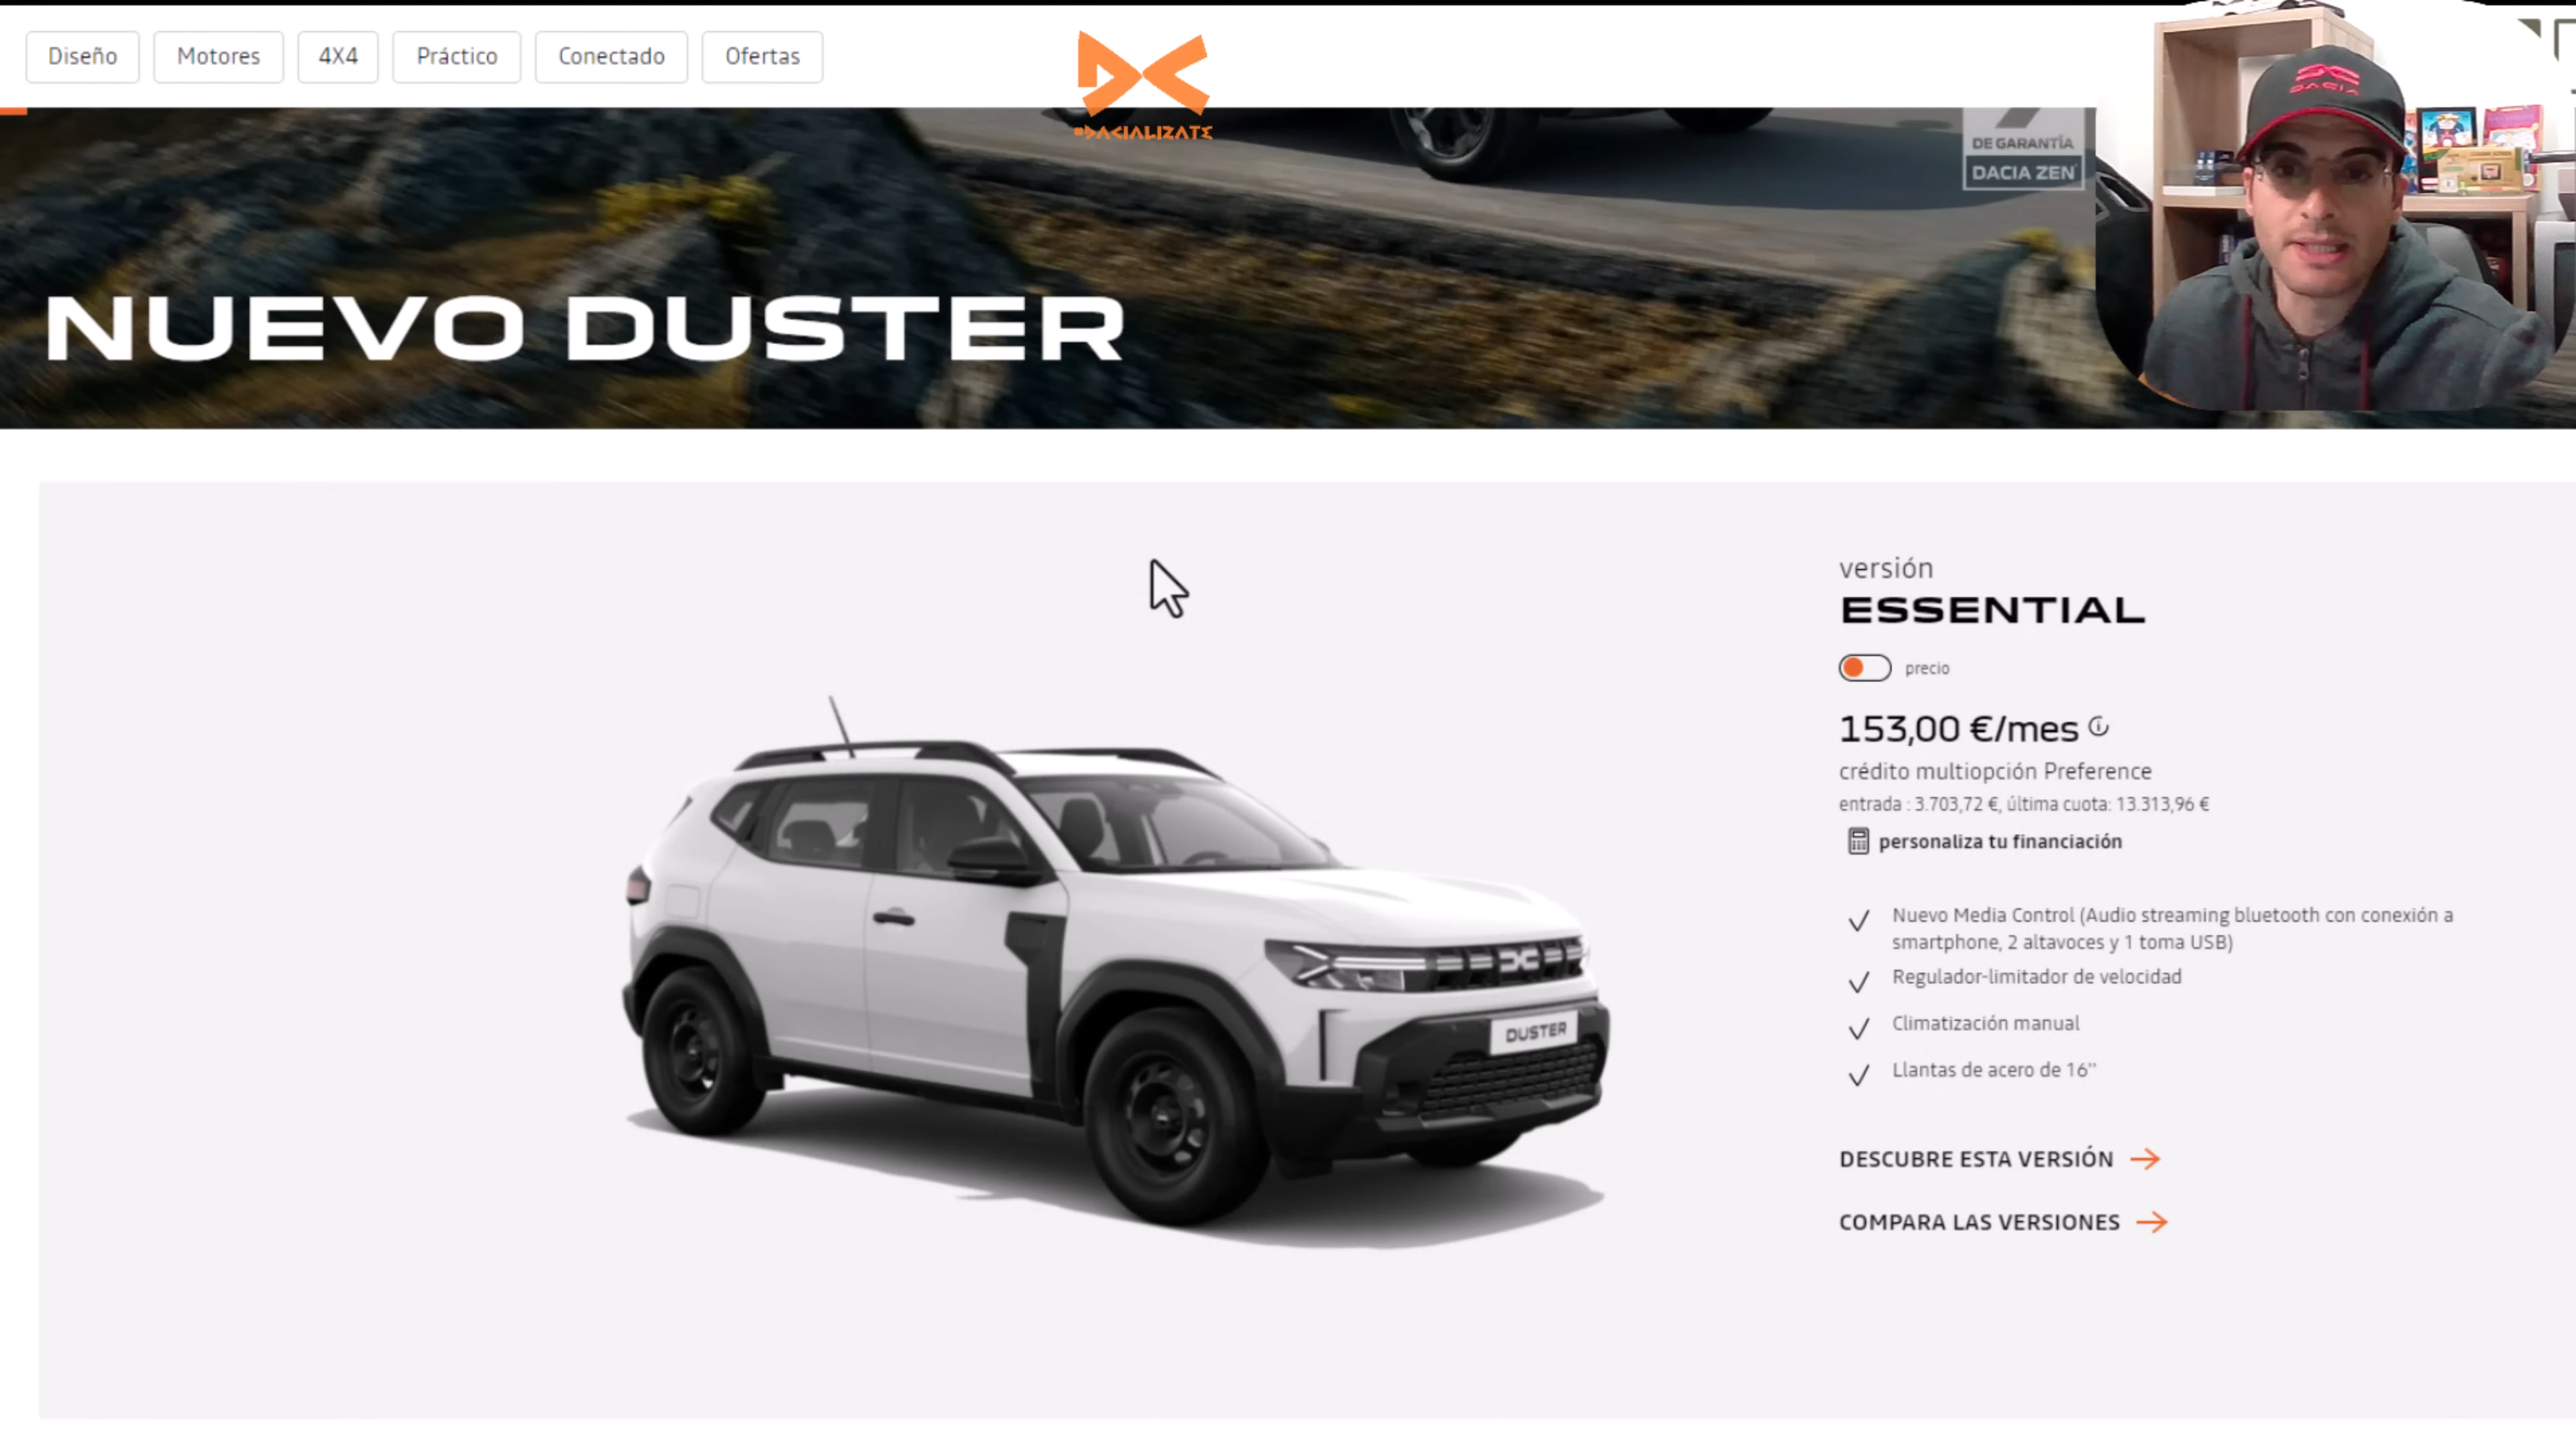 Diseño
Motores
4X4
Práctico
Conectado
Ofertas
#DACIALIZATE
DE GARANTÍA
DACIA ZEN
DACIA
NUEVO DUSTER
versión
ESSENTIAL
precio
153,00 €/mes
crédito multiopción Preference
entrada : 3.703,72 €, última cuota: 13.313,96 €
personaliza tu financiación
Nuevo Media Control (Audio streaming bluetooth con conexión a
smartphone, 2 altavoces y 1 toma USB)
Regulador-limitador de velocidad
Climatización manual
Llantas de acero de 16''
DUSTER
DESCUBRE ESTA VERSIÓN
COMPARA LAS VERSIONES